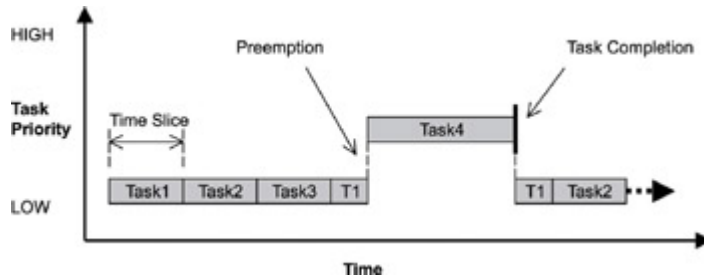 HIGH
Preemption
Task Completion
Task
Priority
Time Slice
Task4
Task1
Task2
Task3
T1
T1
Task2
LOW
Time